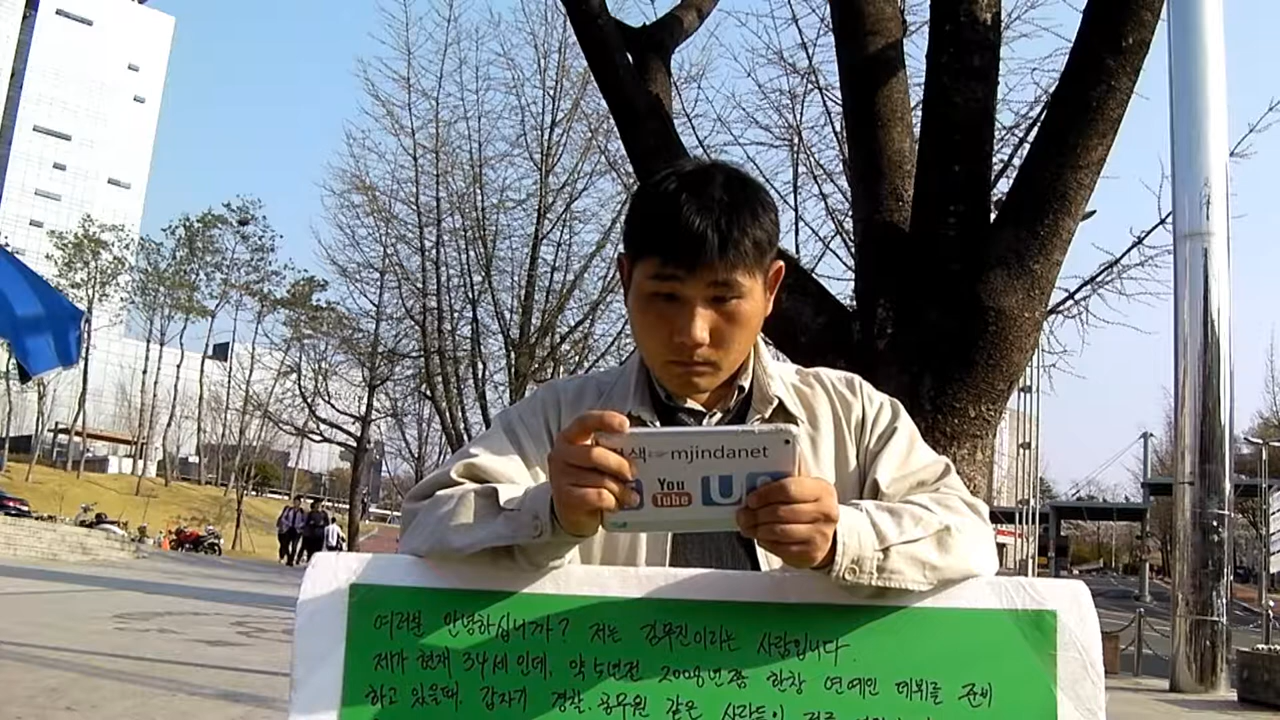 색☞mjindanet
You
Tube
U
여러분 안녕하십니까? 저는 김무진이라는 사람입니다.
제가 현재 34세인데, 약 5년전 2008년쯤 한창 연예인 데뷔를 준비
하고 있을때, 갑자기 경찰, 공무원 같은 사람들이